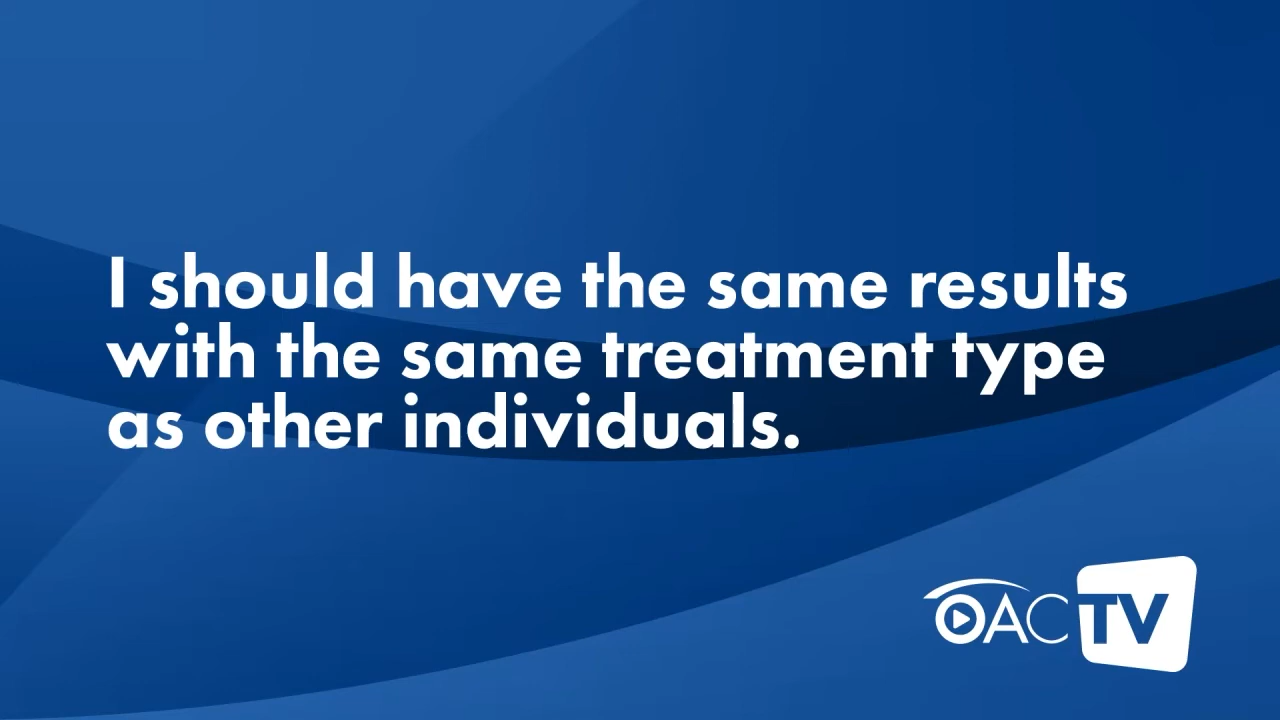 I should have the same results
with the same treatment type
as other individuals.
OACTV